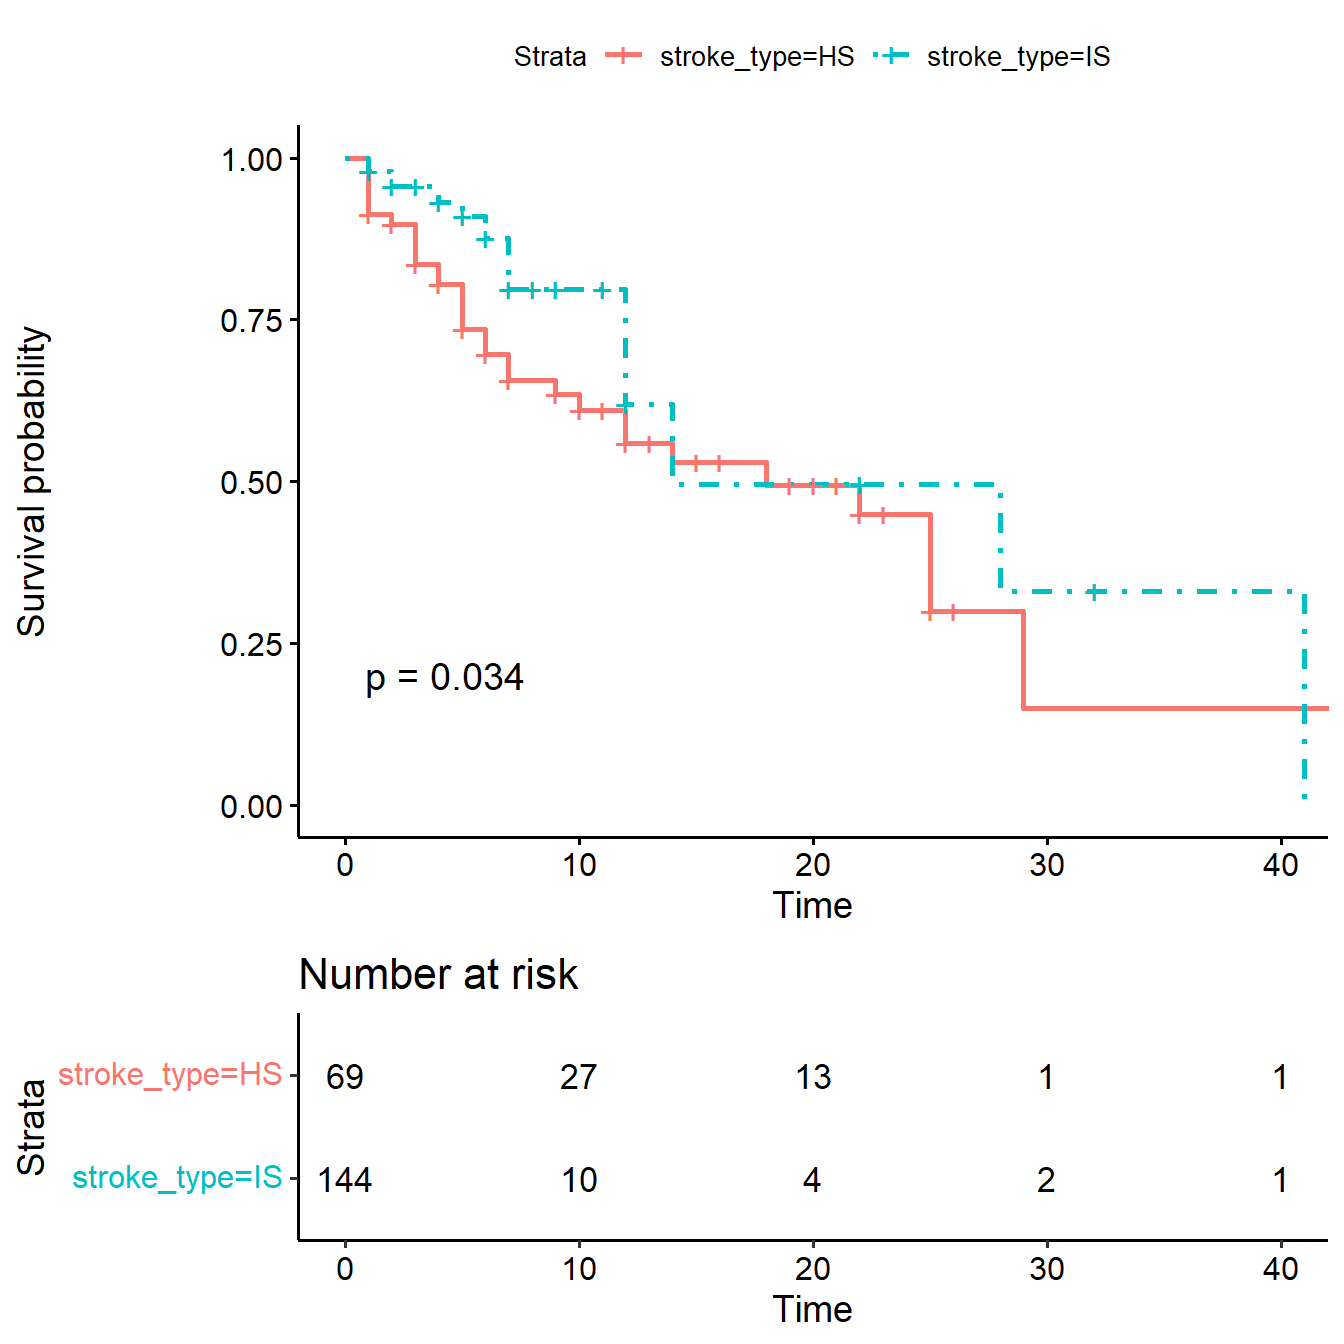 Strata stroke_type=HS stroke_type=IS
Survival probability
1.00
0.75
0.50
0.25
0.00
p = 0.034
0 10 20 30 40
Time
Number at risk
Strata
stroke_type=HS 69 27 13 1 1
stroke_type=IS 144 10 4 2 1
0 10 20 30 40
Time